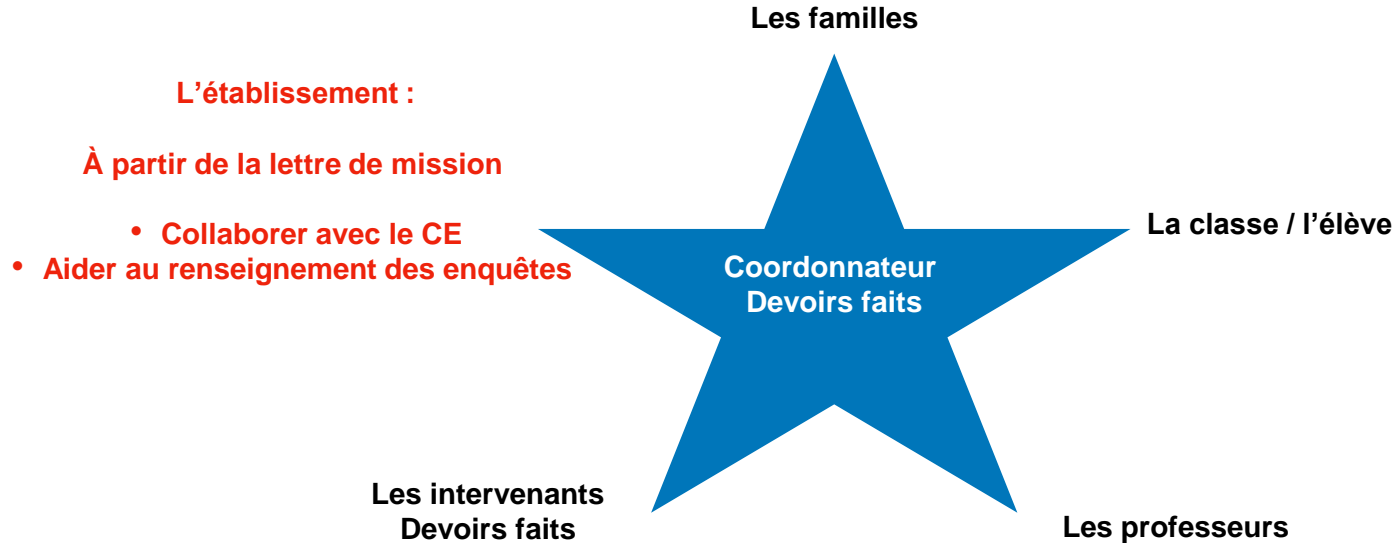 Les familles
L’établissement :
À partir de la lettre de mission
• Collaborer avec le CE
• Aider au renseignement des enquêtes
La classe / l’élève
Coordonnateur
Devoirs faits
Les intervenants
Devoirs faits
Les professeurs